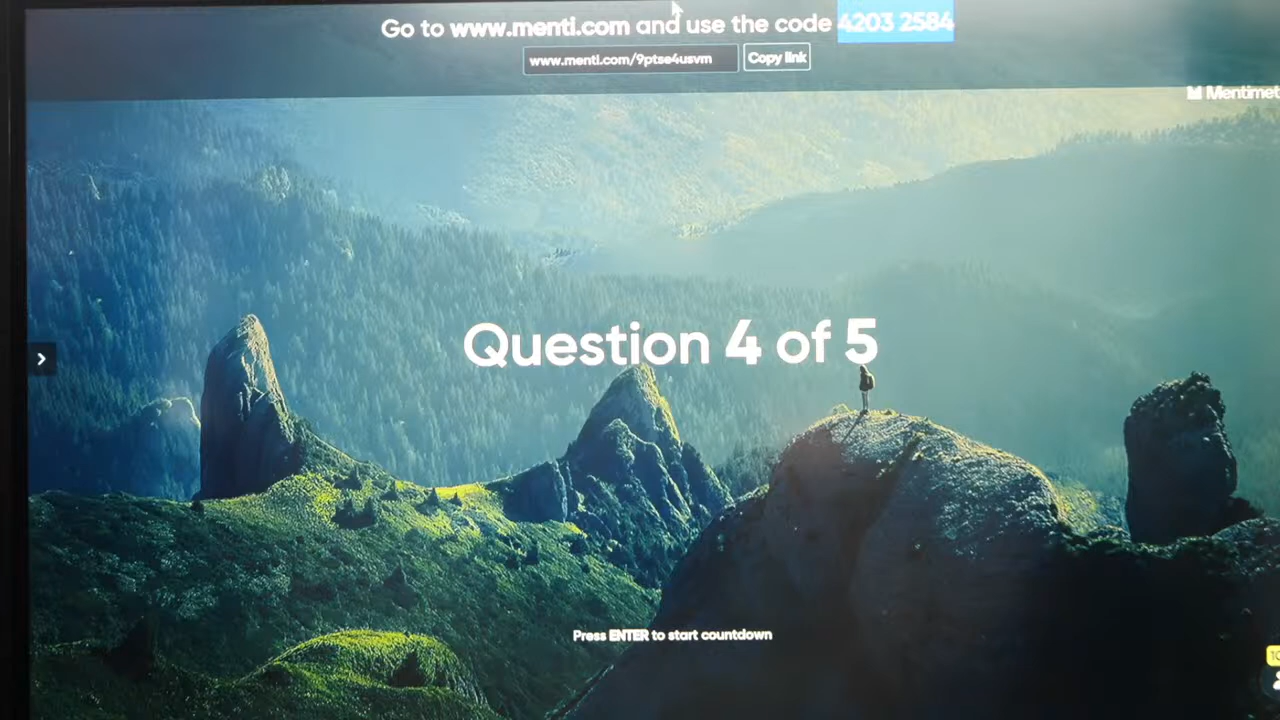 Go to www.menti.com and use the code 4203 2584
www.menti.com/9ptse4usvm
Copy link
Mentimet
Question 4 of 5
Press ENTER to start countdown